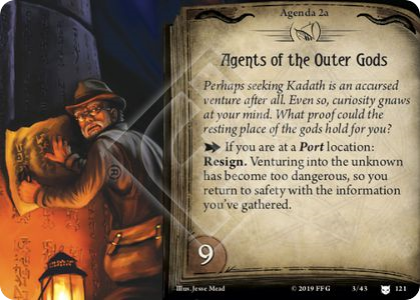 Agenda 2a
Agents of the Outer Gods
Perhaps seeking Kadath is an accursed
venture after all. Even so, curiosity gnaws
at your mind. What proof could the
resting place of the gods hold for you?
If you are at a Port location:
Resign. Venturing into the unknown
has become too dangerous, so you
return to safety with the information
you've gathered.
9
Illus. Jesse Mead © 2019 FFG 3/43 121